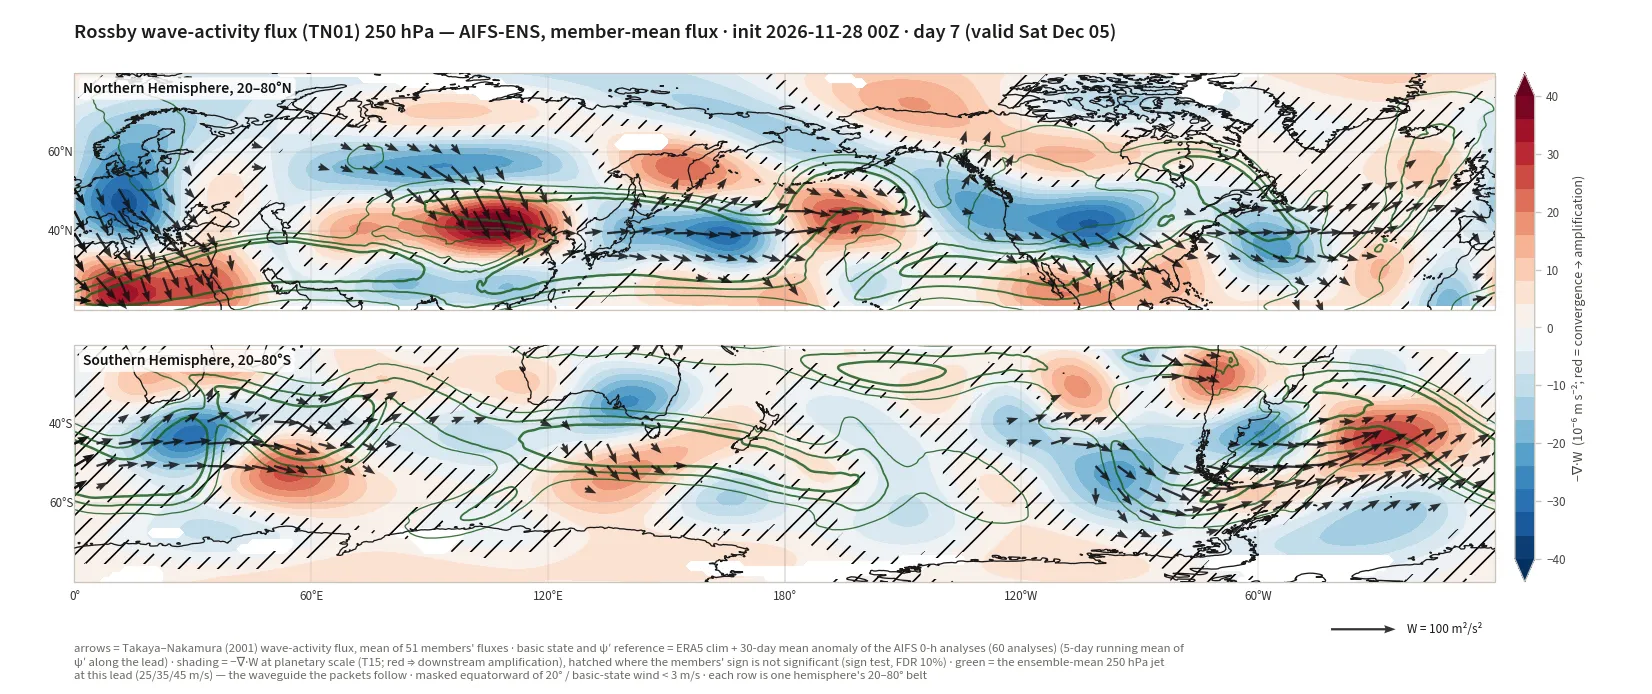 Rossby wave-activity flux (TN01) 250 hPa — AIFS-ENS, member-mean flux · init 2026-11-28 00Z · day 7 (valid Sat Dec 05)
Northern Hemisphere, 20–80°N
60°N
40°N
Southern Hemisphere, 20–80°S
40°S
60°S
0°
60°E
120°E
180°
120°W
60°W
40
30
20
10
0
−10
−20
−30
−40
−∇·W (10⁻⁶ m s⁻²; red = convergence → amplification)
W = 100 m²/s²
arrows = Takaya–Nakamura (2001) wave-activity flux, mean of 51 members' fluxes · basic state and ψ' reference = ERA5 clim + 30-day mean anomaly of the AIFS 0-h analyses (60 analyses) (5-day running mean of
ψ' along the lead) · shading = −∇·W at planetary scale (T15; red ⇒ downstream amplification), hatched where the members' sign is not significant (sign test, FDR 10%) · green = the ensemble-mean 250 hPa jet
at this lead (25/35/45 m/s) — the waveguide the packets follow · masked equatorward of 20° / basic-state wind < 3 m/s · each row is one hemisphere's 20–80° belt